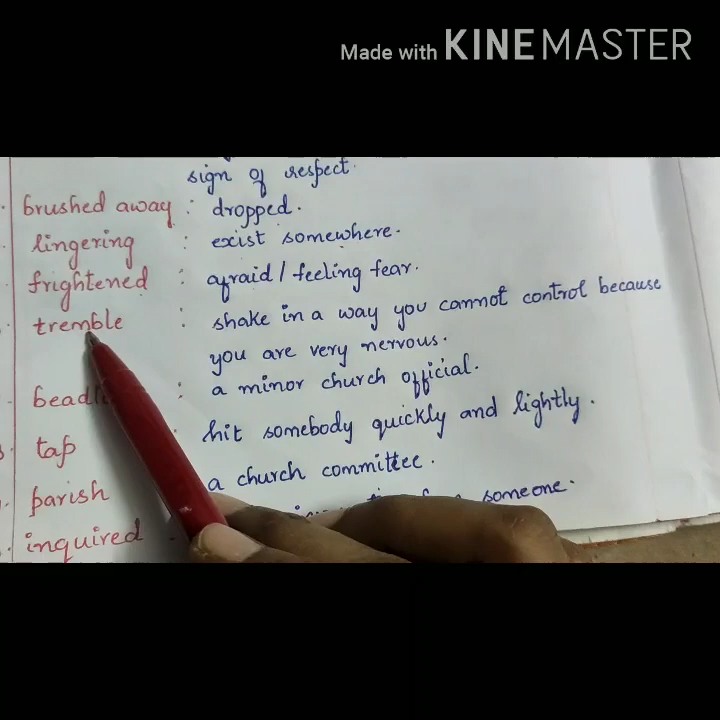 Made with KINEMASTER
sign of respect.
brushed away : dropped.
lingering : exist somewhere.
frightened : afraid / feeling fear.
tremble : shake in a way you cannot control because
you are very nervous.
: a minor church official.
tap : hit somebody quickly and lightly.
parish a church committee.
inquired : someone.